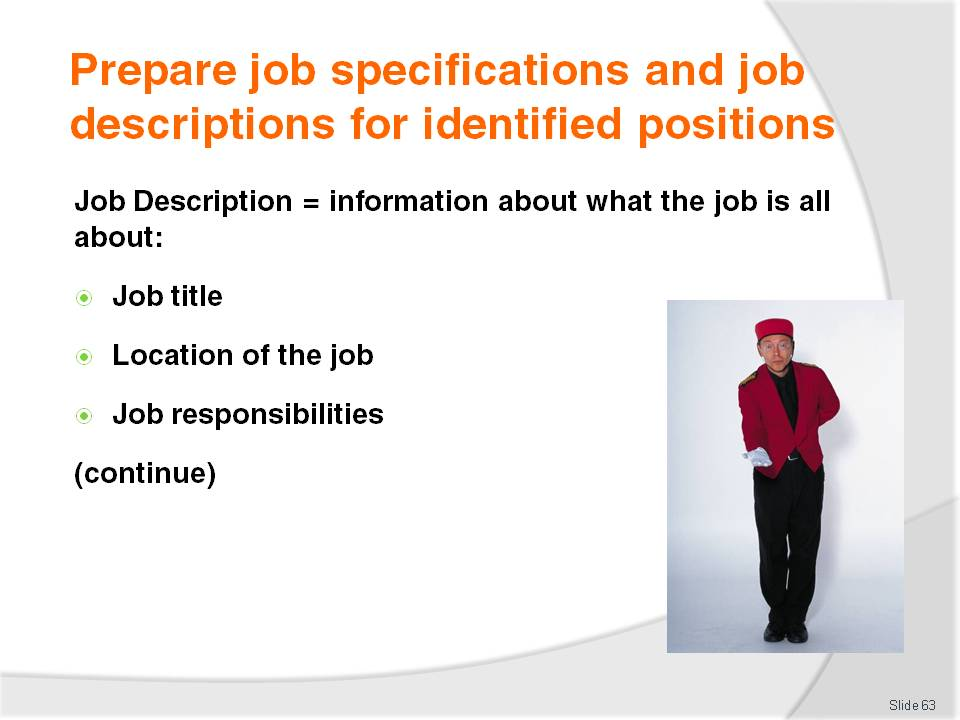 Prepare job specifications and job
descriptions for identified positions
Job Description = information about what the job is all
about:
Job title
Location of the job
Job responsibilities
(continue)
Slide 63